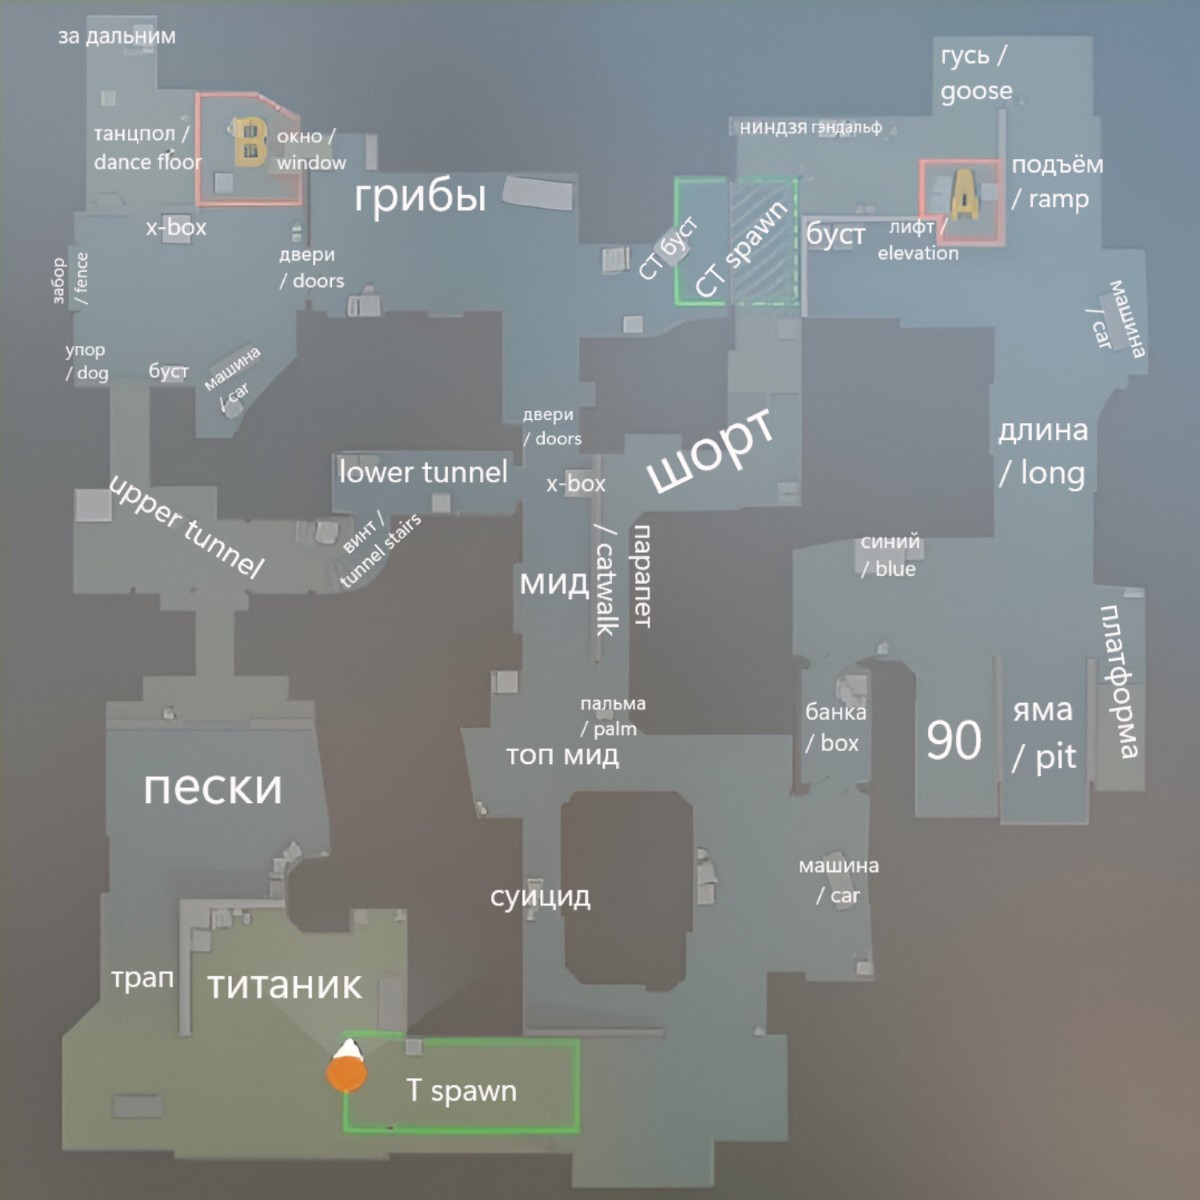 за дальним
гусь /
goose
танцпол /
dance floor
B
окно /
window
ниндзя
гэндальф
подъём
/ ramp
A
грибы
x-box
двери
/ doors
забор
/ fence
СТ буст
CT spawn
буст
лифт /
elevation
машина
/ car
упор
/ dog
буст
машина
/ car
двери
/ doors
шорт
длина
/ long
lower tunnel
x-box
upper tunnel
винт /
tunnel stairs
мид
парапет
/ catwalk
синий
/ blue
платформа
пальма
/ palm
топ мид
банка
/ box
90
яма
/ pit
пески
суицид
машина
/ car
трап
титаник
T spawn